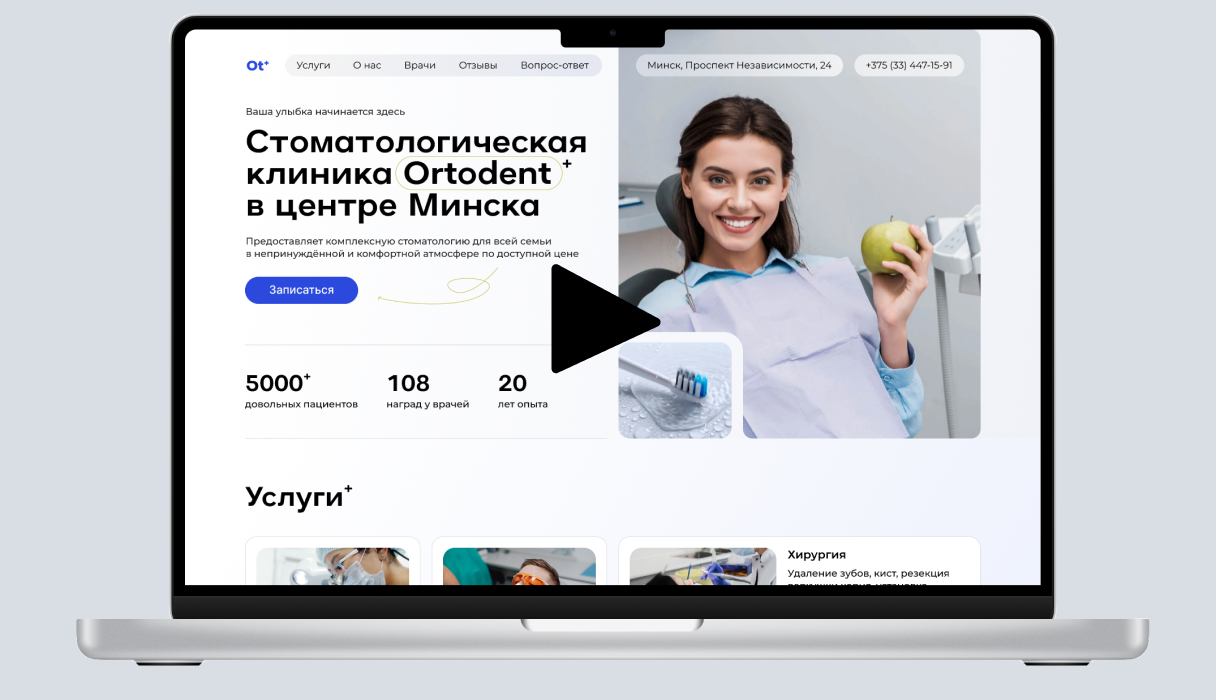 Ot+
Услуги
О нас
Врачи
Отзывы
Вопрос-ответ
Минск, Проспект Независимости, 24
+375 (33) 447-15-91
Ваша улыбка начинается здесь
Стоматологическая
клиника Ortodent+
в центре Минска
Предоставляет комплексную стоматологию для всей семьи
в непринуждённой и комфортной атмосфере по доступной цене
Записаться
5000+
108
20
довольных пациентов
наград у врачей
лет опыта
Услуги+
Хирургия
Удаление зубов, кист, резекция